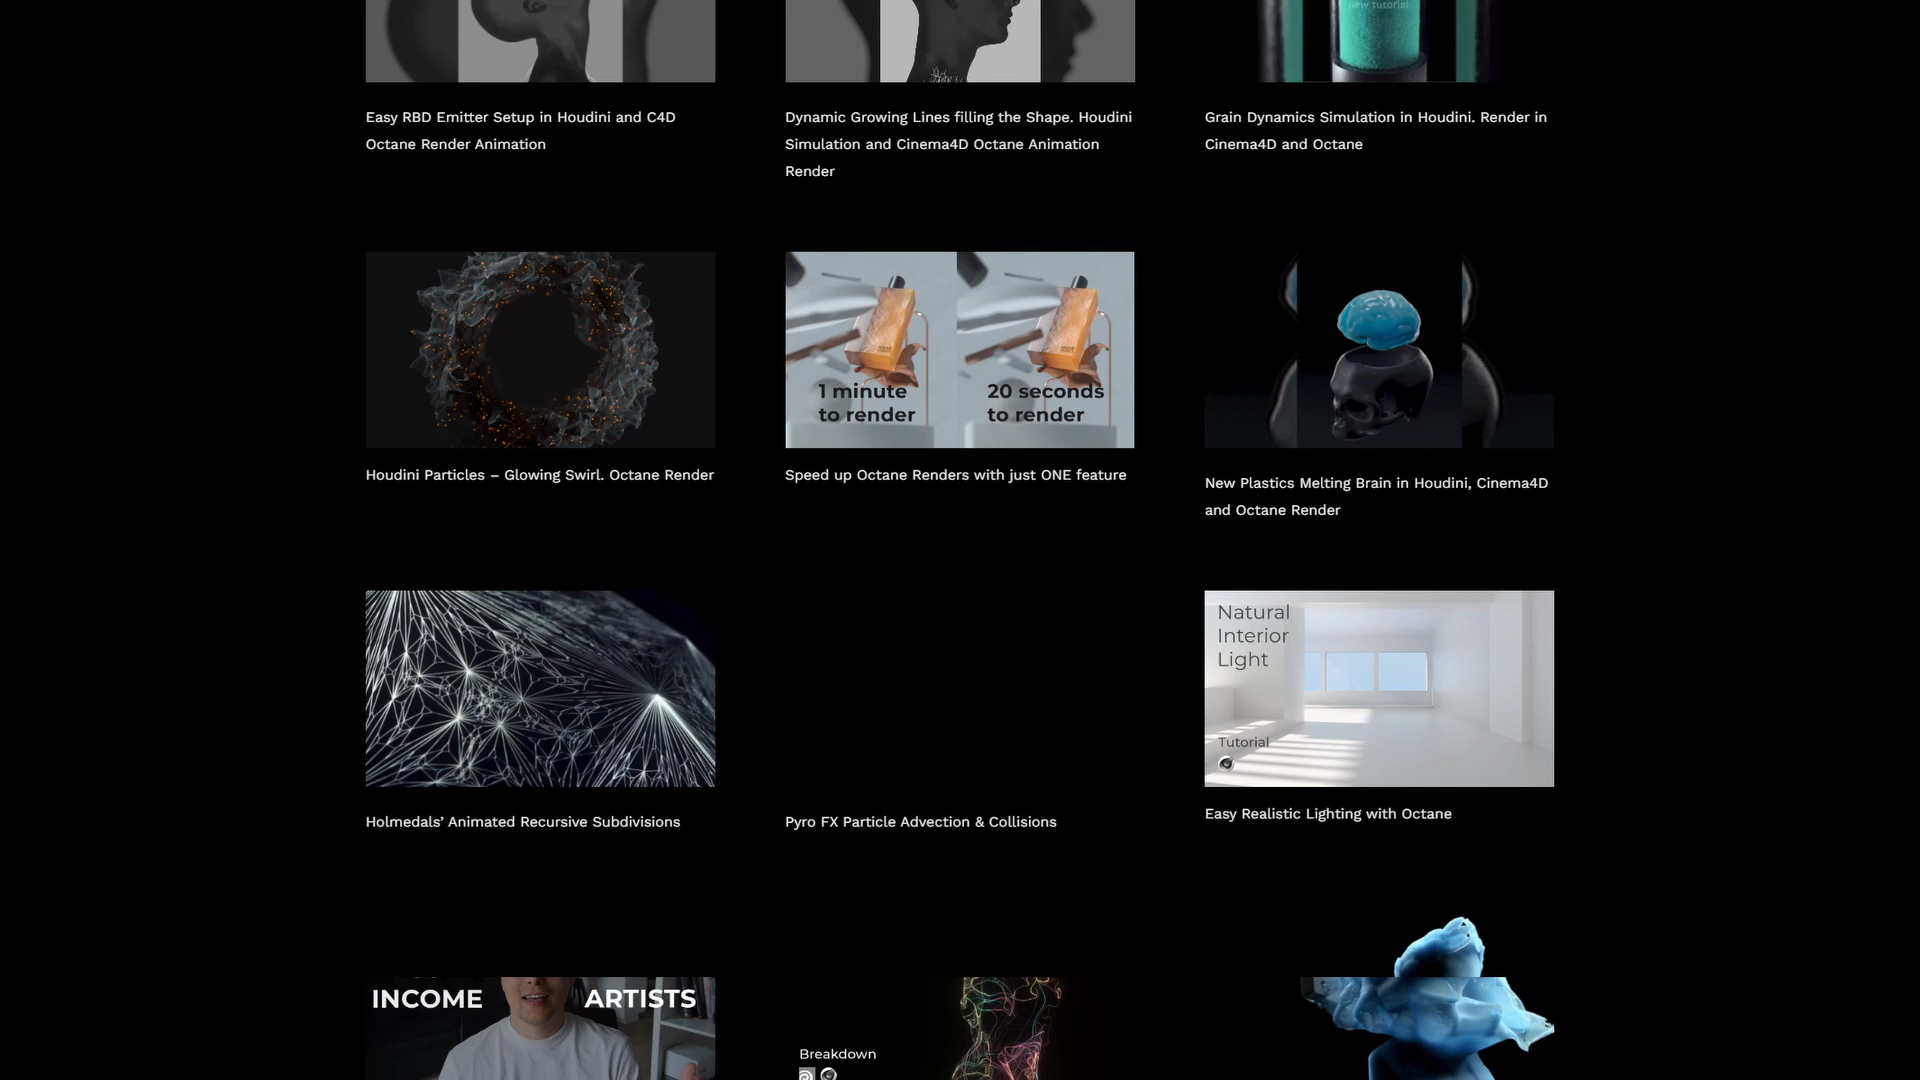 new tutorial
Easy RBD Emitter Setup in Houdini and C4D
Octane Render Animation
Dynamic Growing Lines filling the Shape. Houdini
Simulation and Cinema4D Octane Animation
Render
Grain Dynamics Simulation in Houdini. Render in
Cinema4D and Octane
1 minute
to render
20 seconds
to render
Houdini Particles – Glowing Swirl. Octane Render
Speed up Octane Renders with just ONE feature
New Plastics Melting Brain in Houdini, Cinema4D
and Octane Render
Natural
Interior
Light
Tutorial
Holmedals’ Animated Recursive Subdivisions
Pyro FX Particle Advection & Collisions
Easy Realistic Lighting with Octane
INCOME
ARTISTS
Breakdown